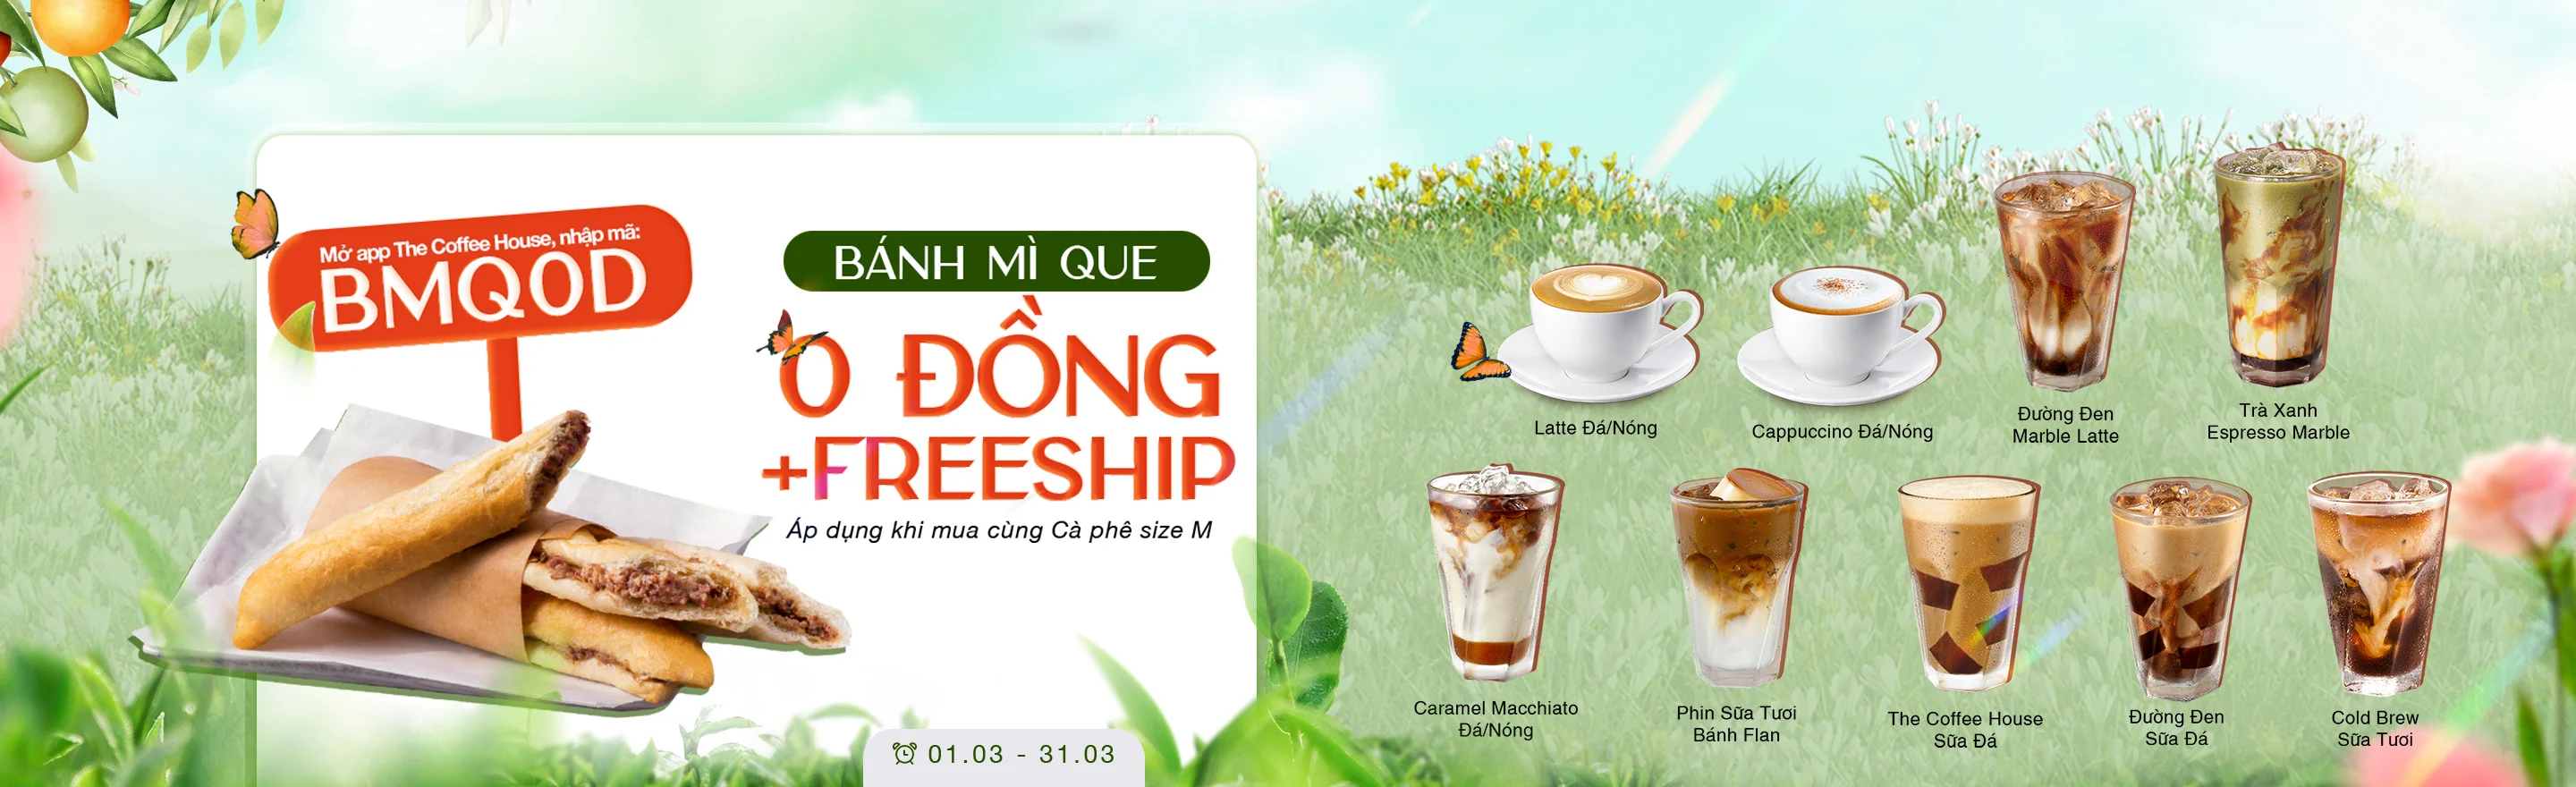 Mở app The Coffee House, nhập mã:
BMQ0D
BÁNH MÌ QUE
0 ĐỒNG
+FREESHIP
Áp dụng khi mua cùng Cà phê size M
01.03 - 31.03
Latte Đá/Nóng
Cappuccino Đá/Nóng
Đường Đen
Marble Latte
Trà Xanh
Espresso Marble
Caramel Macchiato
Đá/Nóng
Phin Sữa Tươi
Bánh Flan
The Coffee House
Sữa Đá
Đường Đen
Sữa Đá
Cold Brew
Sữa Tươi